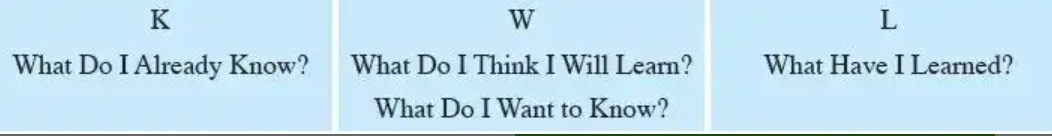 K
What Do I Already Know?
W
What Do I Think I Will Learn?
What Do I Want to Know?
L
What Have I Learned?